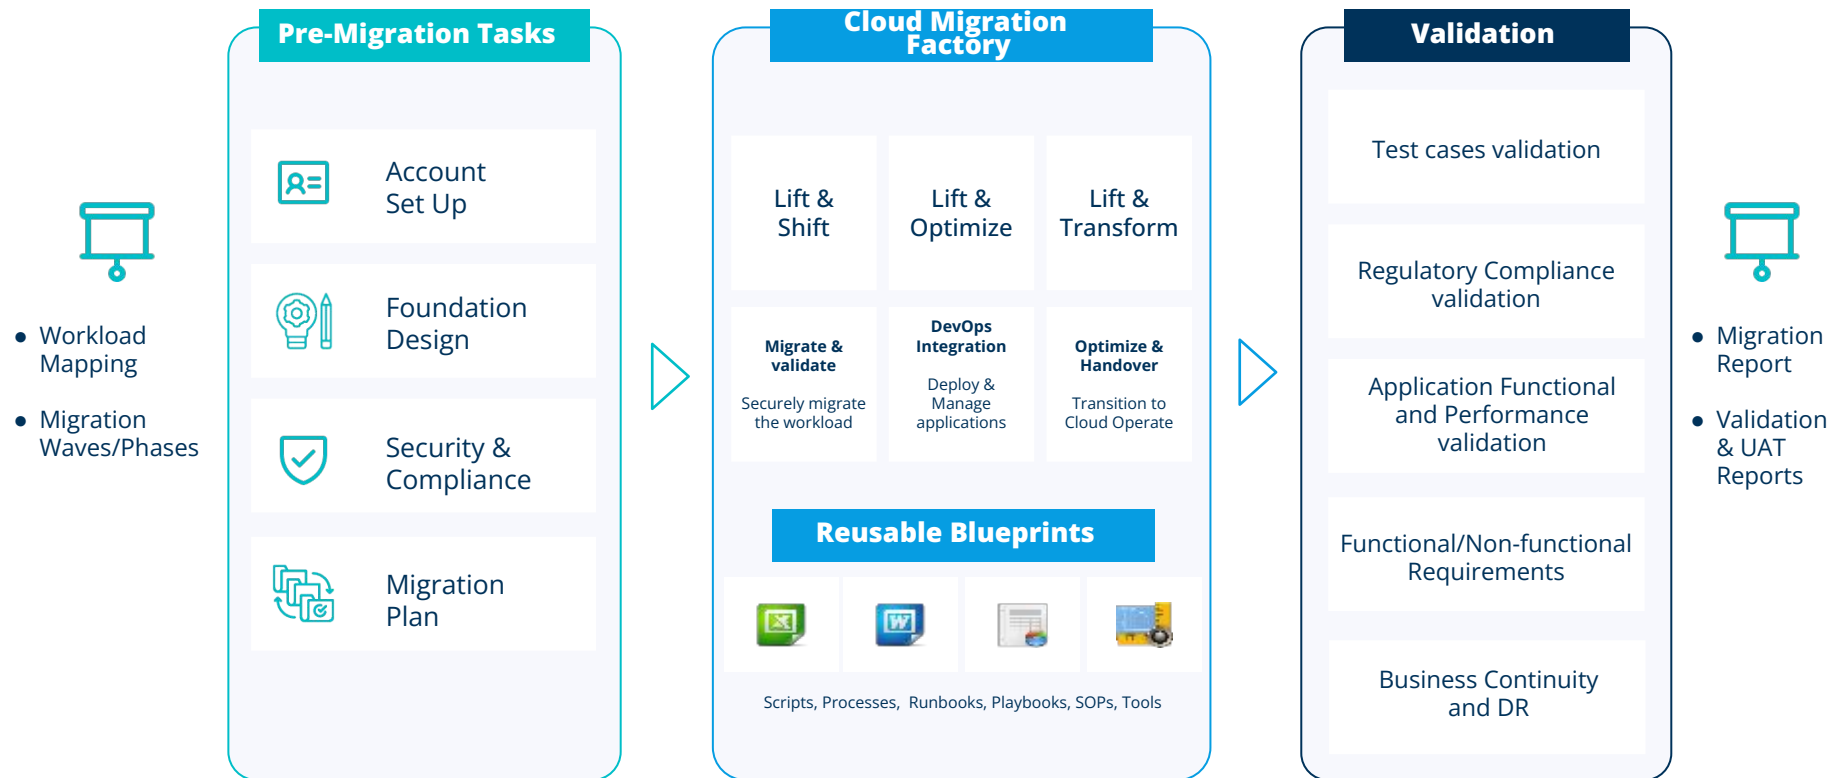 ● Workload
Mapping
● Migration
Waves/Phases
Pre-Migration Tasks
Account
Set Up
Foundation
Design
Security &
Compliance
Migration
Plan
Cloud Migration
Factory
Lift &
Shift
Lift &
Optimize
Lift &
Transform
Migrate &
validate
Securely migrate
the workload
DevOps
Integration
Deploy &
Manage
applications
Optimize &
Handover
Transition to
Cloud Operate
Reusable Blueprints
Scripts, Processes,  Runbooks, Playbooks, SOPs, Tools
Validation
Test cases validation
Regulatory Compliance
validation
Application Functional
and Performance
validation
Functional/Non-functional
Requirements
Business Continuity
and DR
● Migration
Report
● Validation
& UAT
Reports